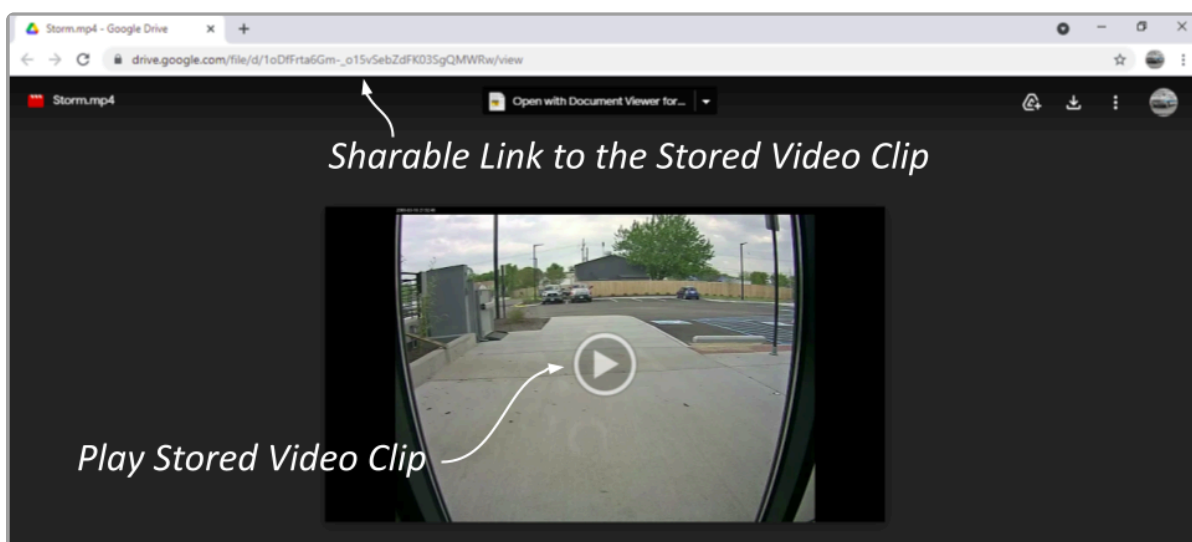 Storm.mp4 - Google Drive
drive.google.com/file/d/1oDfFrta6Gm-_o15vSebZdFK03SgQMWRw/view
Storm.mp4
Open with Document Viewer for...
Sharable Link to the Stored Video Clip
Play Stored Video Clip